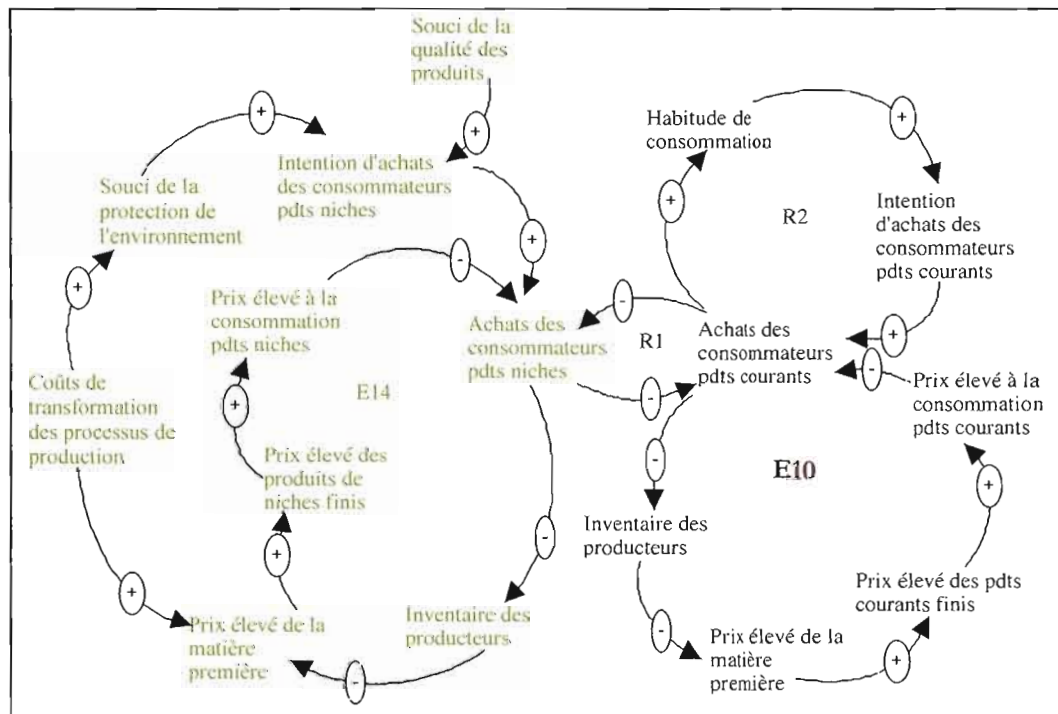 Souci de la
qualité des
produits
+
+
Habitude de
consommation
+
Intention d'achats
des consommateurs
pdts niches
Souci de la
protection de
l'environnement
+
R2
Intention
d'achats des
consommateurs
pdts courants
+
-
+
Prix élevé à la
consommation
pdts niches
-
Achats des
consommateurs
pdts niches
R1
Achats des
consommateurs
pdts courants
+
-
-
Prix élevé à la
consommation
pdts courants
Coûts de
transformation
des processus de
production
E14
+
-
Prix élevé des
produits de
niches finis
E10
+
Inventaire des
producteurs
+
-
+
Prix élevé des pdts
courants finis
Prix élevé de la
matière
première
Inventaire des
producteurs
-
Prix élevé de la
matière
première
+
-